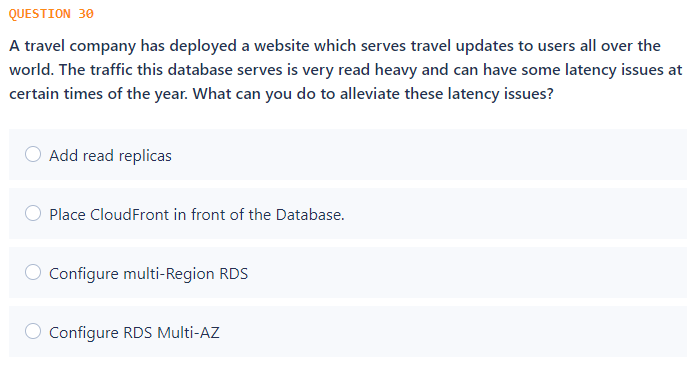 QUESTION 30
A travel company has deployed a website which serves travel updates to users all over the
world. The traffic this database serves is very read heavy and can have some latency issues at
certain times of the year. What can you do to alleviate these latency issues?
Add read replicas
Place CloudFront in front of the Database.
Configure multi-Region RDS
Configure RDS Multi-AZ